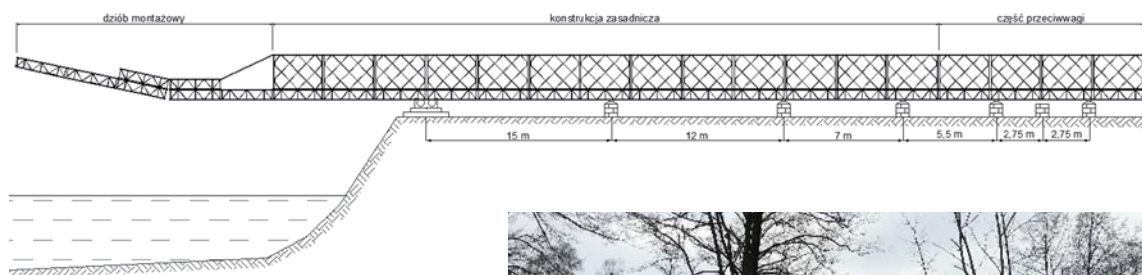 dziób montażowy konstrukcja zasadnicza część przeciwwagi
15 m 12 m 7 m 5,5 m 2,75 m 2,75 m